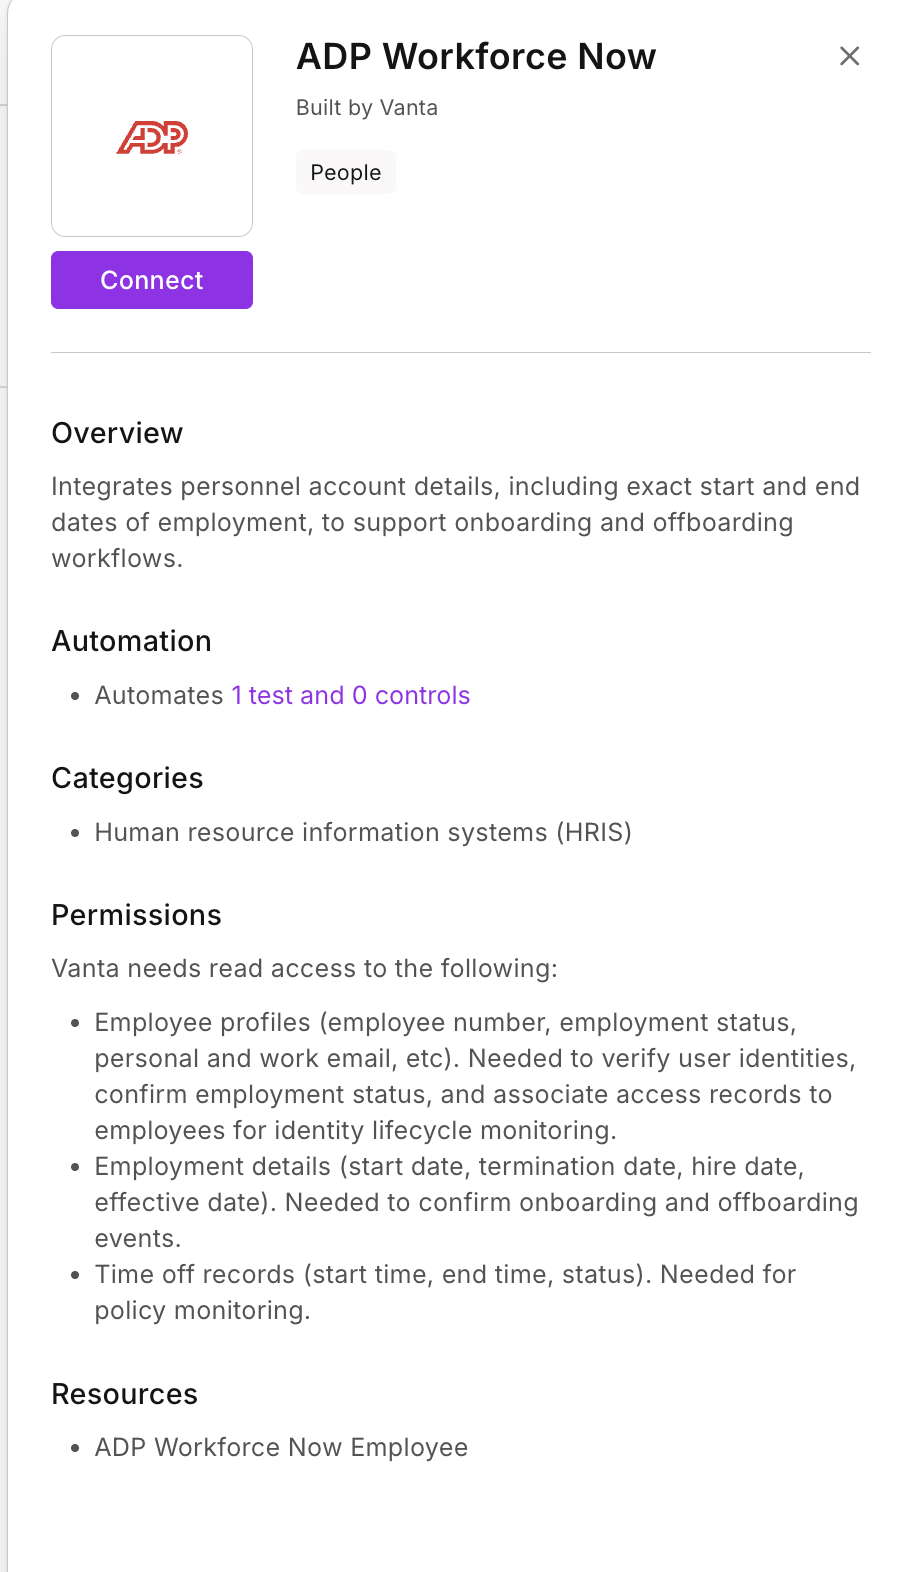 ADP
ADP Workforce Now
Built by Vanta
People
Connect
Overview
Integrates personnel account details, including exact start and end
dates of employment, to support onboarding and offboarding
workflows.
Automation
• Automates 1 test and 0 controls
Categories
• Human resource information systems (HRIS)
Permissions
Vanta needs read access to the following:
• Employee profiles (employee number, employment status,
personal and work email, etc). Needed to verify user identities,
confirm employment status, and associate access records to
employees for identity lifecycle monitoring.
• Employment details (start date, termination date, hire date,
effective date). Needed to confirm onboarding and offboarding
events.
• Time off records (start time, end time, status). Needed for
policy monitoring.
Resources
• ADP Workforce Now Employee